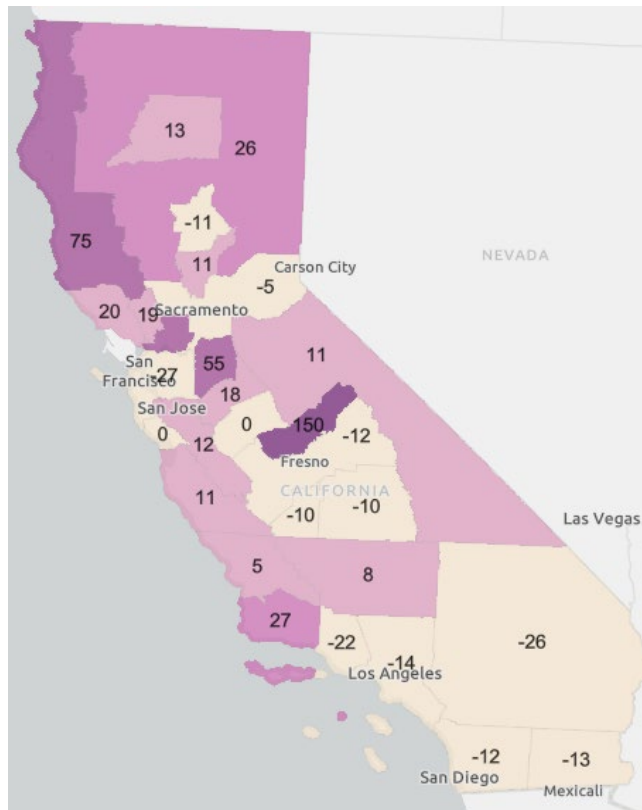 13
26
-11
75
11
Carson City
NEVADA
-5
20
19
Sacramento
11
San
Francisco
-27
55
18
San Jose
0
0
150
-12
12
Fresno
CALIFORNIA
11
-10
-10
Las Vegas
5
8
27
-22
-14
-26
Los Angeles
-12
-13
San Diego
Mexicali